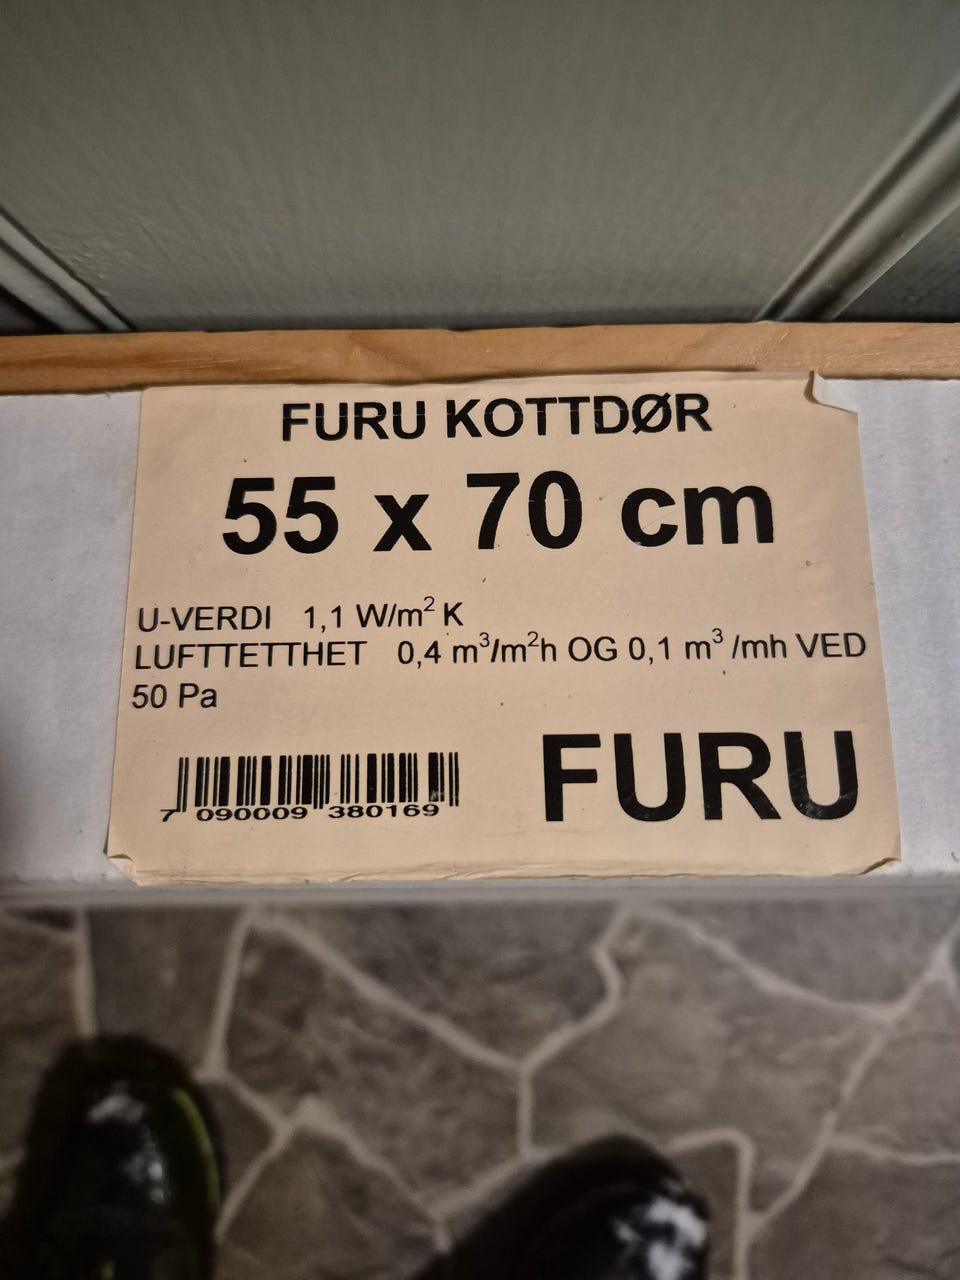 FURU KOTTDØR
55 x 70 cm
U-VERDI 1,1 W/m² K
LUFTTETTHET 0,4 m³/m²h OG 0,1 m³ /mh VED
50 Pa
FURU
7 090009 380169